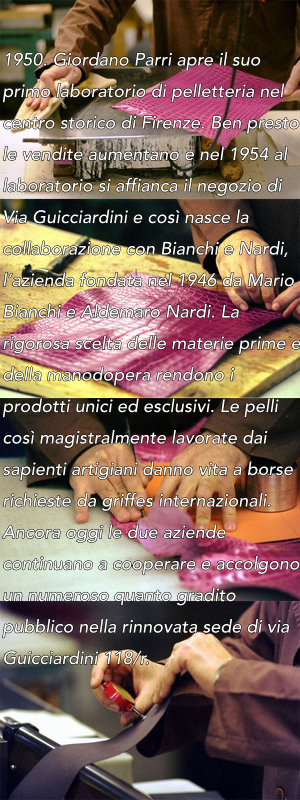 1950. Giordano Parri apre il suo
primo laboratorio di pelletteria nel
centro storico di Firenze. Ben presto
le vendite aumentano e nel 1954 al
laboratorio si affianca il negozio di
Via Guicciardini e così nasce la
collaborazione con Bianchi e Nardi,
l'azienda fondata nel 1946 da Mario
Bianchi e Aldemaro Nardi. La
rigorosa scelta delle materie prime e
della manodopera rendono i
prodotti unici ed esclusivi. Le pelli
così magistralmente lavorate dai
sapienti artigiani danno vita a borse
richieste da griffes internazionali.
Ancora oggi le due aziende
continuano a cooperare e accolgono
un numeroso quanto gradito
pubblico nella rinnovata sede di via
Guicciardini 118/r.